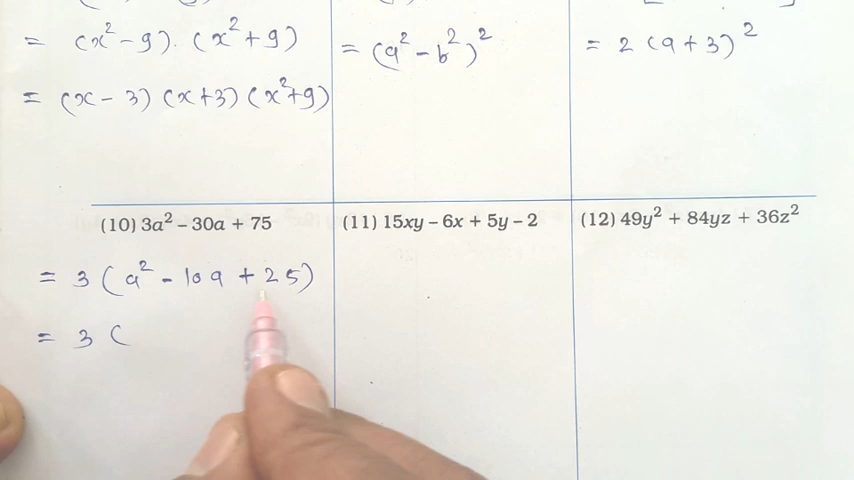 = (x² – 9). (x² + 9)
= (x – 3) (x + 3) (x² + 9)
= (a² – b²)²
= 2 (a + 3)²
(10) 3a² – 30a + 75
= 3 (a² – 10a + 25)
= 3 (
(11) 15xy – 6x + 5y – 2
(12) 49y² + 84yz + 36z²